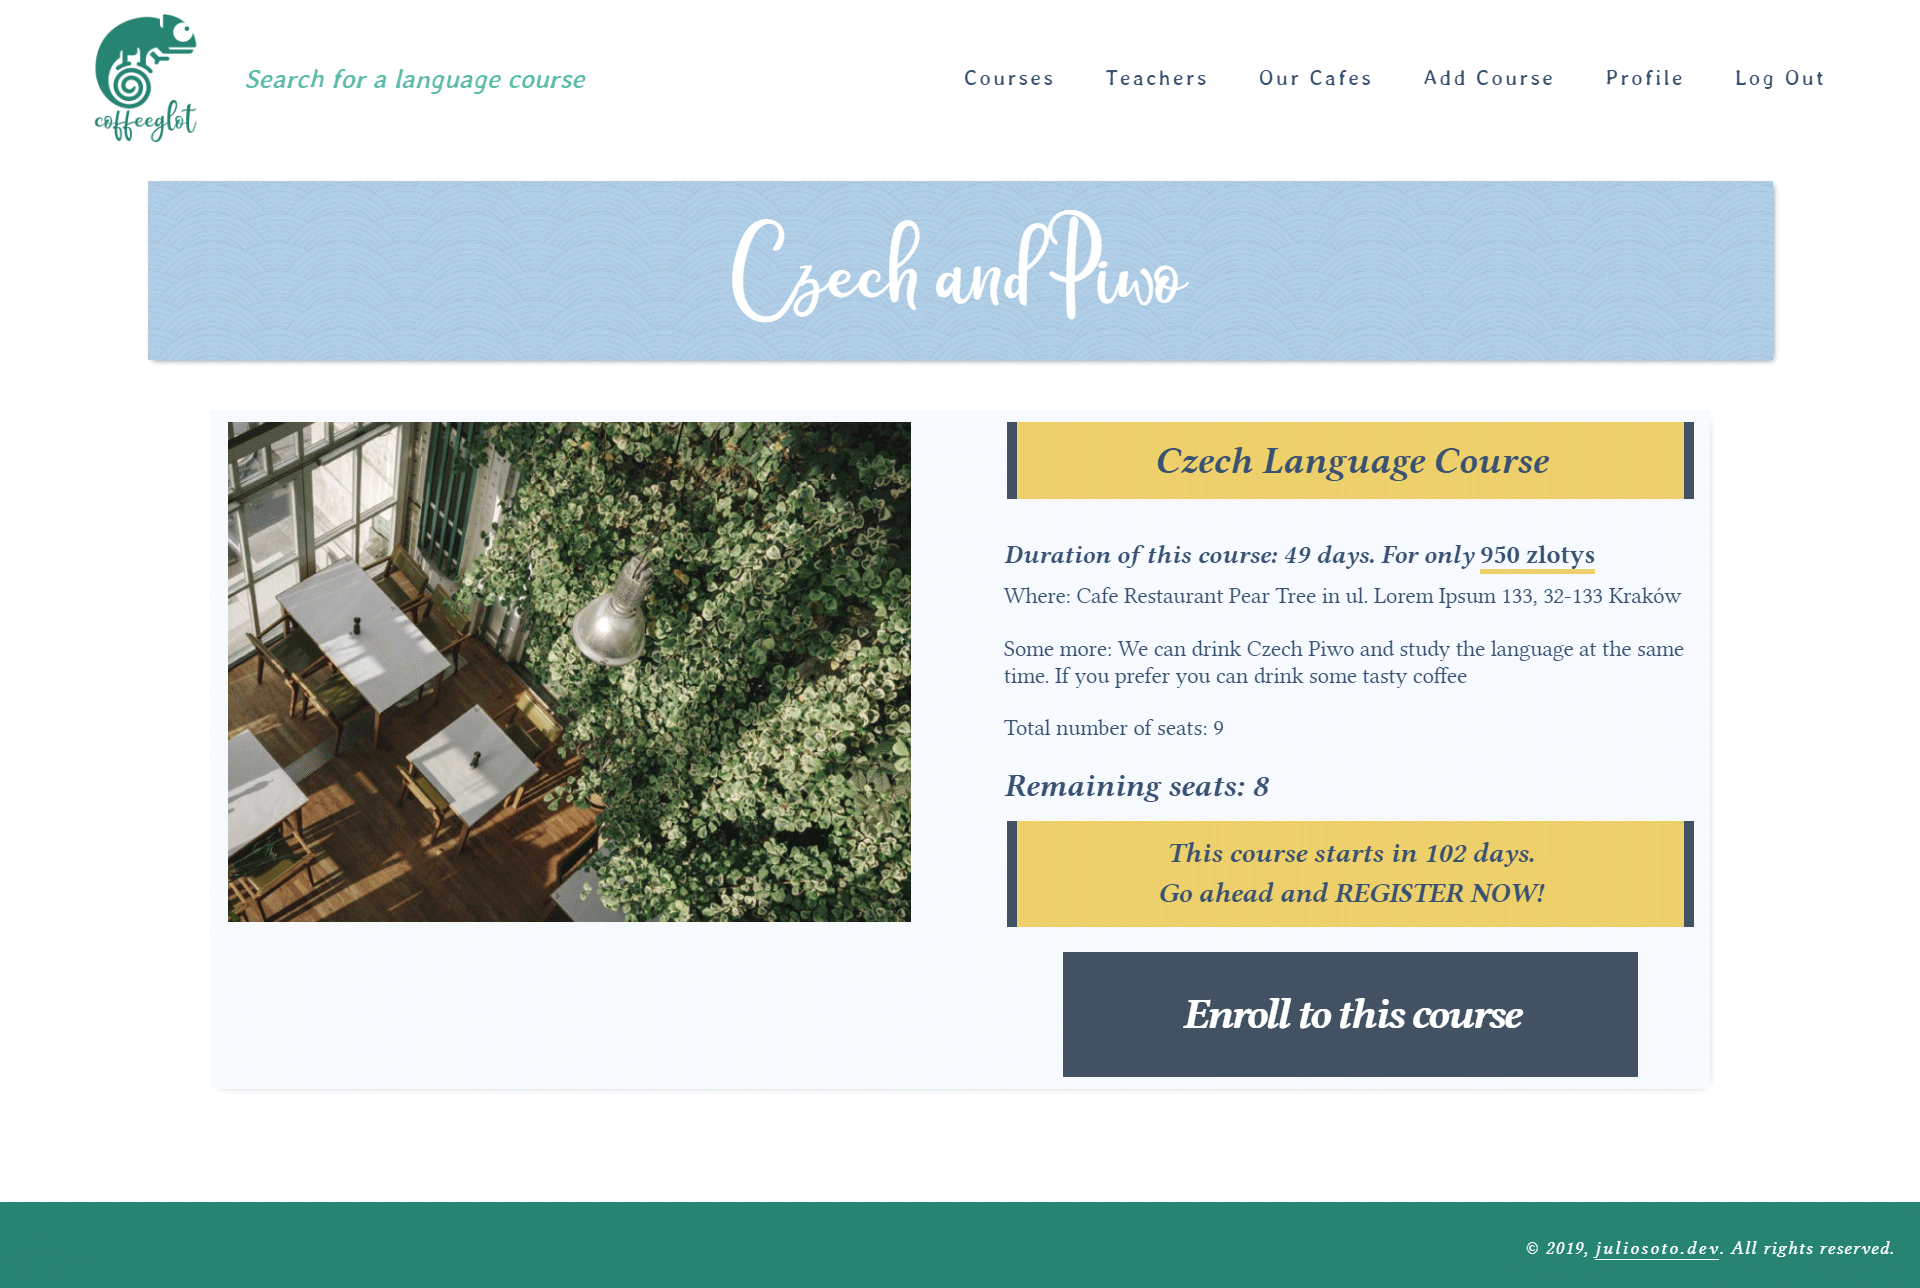 coffeeglot
Search for a language course
Courses
Teachers
Our Cafes
Add Course
Profile
Log Out
Czech and Piwo
Czech Language Course
Duration of this course: 49 days. For only 950 zlotys
Where: Cafe Restaurant Pear Tree in ul. Lorem Ipsum 133, 32-133 Kraków
Some more: We can drink Czech Piwo and study the language at the same
time. If you prefer you can drink some tasty coffee
Total number of seats: 9
Remaining seats: 8
This course starts in 102 days.
Go ahead and REGISTER NOW!
Enroll to this course
© 2019, juliosoto.dev. All rights reserved.